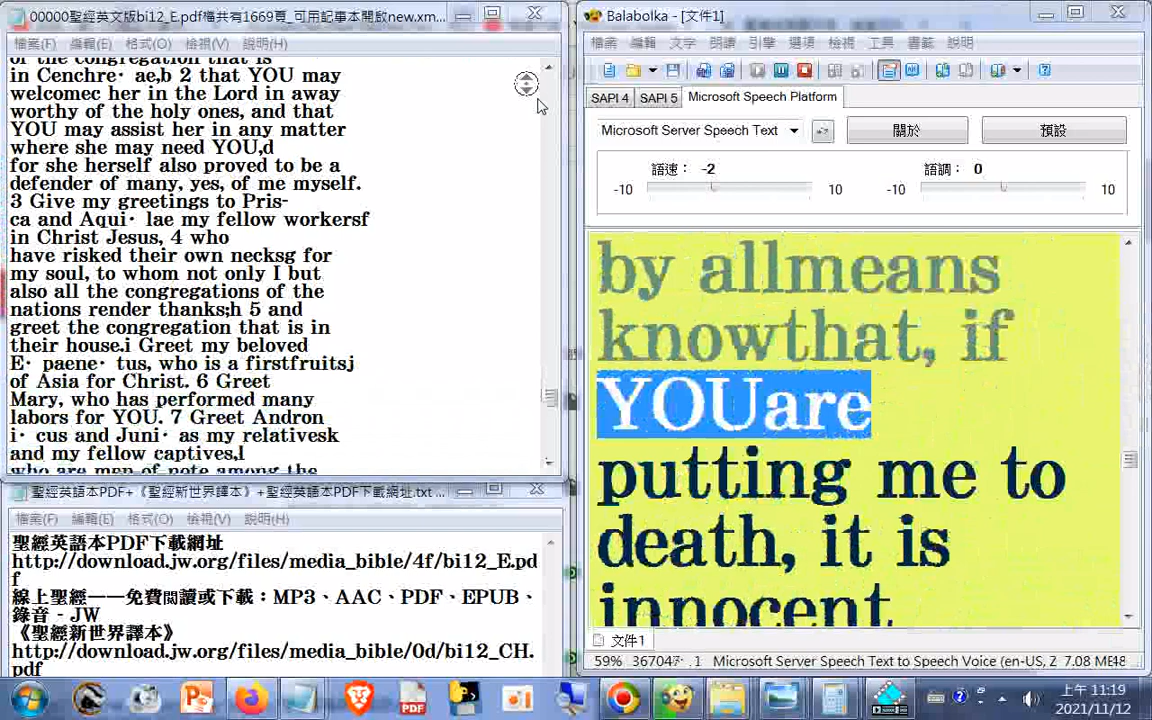 00000聖經英文版bi12_E.pdf檔共有1669頁_可用記事本開啟new.xm...
檔案(F) 編輯(E) 格式(O) 檢視(V) 說明(H)
of the congregation that is
in Cenchre· ae,b 2 that YOU may
welcomec her in the Lord in away
worthy of the holy ones, and that
YOU may assist her in any matter
where she may need YOU,d
for she herself also proved to be a
defender of many, yes, of me myself.
3 Give my greetings to Pris-
ca and Aqui· lae my fellow workersf
in Christ Jesus, 4 who
have risked their own necksg for
my soul, to whom not only I but
also all the congregations of the
nations render thanks;h 5 and
greet the congregation that is in
their house.i Greet my beloved
E· paene· tus, who is a firstfruitsj
of Asia for Christ. 6 Greet
Mary, who has performed many
labors for YOU. 7 Greet Andron
i· cus and Juni· as my relativesk
and my fellow captives,l
who are men of note among the
聖經英語本PDF+《聖經新世界譯本》+聖經英語本PDF下載網址.txt ...
檔案(F) 編輯(E) 格式(O) 檢視(V) 說明(H)
聖經英語本PDF下載網址
http://download.jw.org/files/media_bible/4f/bi12_E.pd
f
線上聖經——免費閱讀或下載：MP3、AAC、PDF、EPUB、
錄音 - JW
《聖經新世界譯本》
http://download.jw.org/files/media_bible/0d/bi12_CH.
pdf
Balabolka - [文件1]
檔案 編輯 文字 朗讀 引擎 選項 檢視 工具 書籤 說明
SAPI 4 SAPI 5 Microsoft Speech Platform
Microsoft Server Speech Text 關於 預設
語速： -2 語調： 0
-10 10 -10 10
by allmeans
knowthat, if
YOUare
putting me to
death, it is
innocent
文件1
59% Microsoft Server Speech Text to Speech Voice (en-US, 2 7.08 MB
上午 11:19
2021/11/12